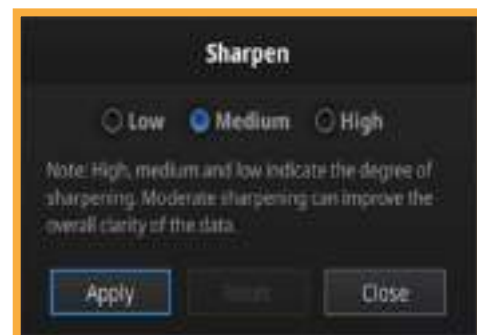 Sharpen
Low Medium High
Note: High, medium and low indicate the degree of
sharpening. Moderate sharpening can improve the
overall clarity of the data.
Apply Close